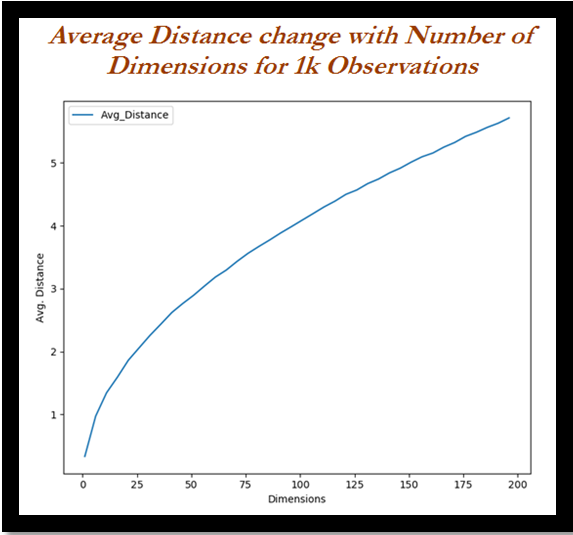 Average Distance change with Number of
Dimensions for 1k Observations
Avg_Distance
5
4
3
2
1
Avg. Distance
0 25 50 75 100 125 150 175 200
Dimensions